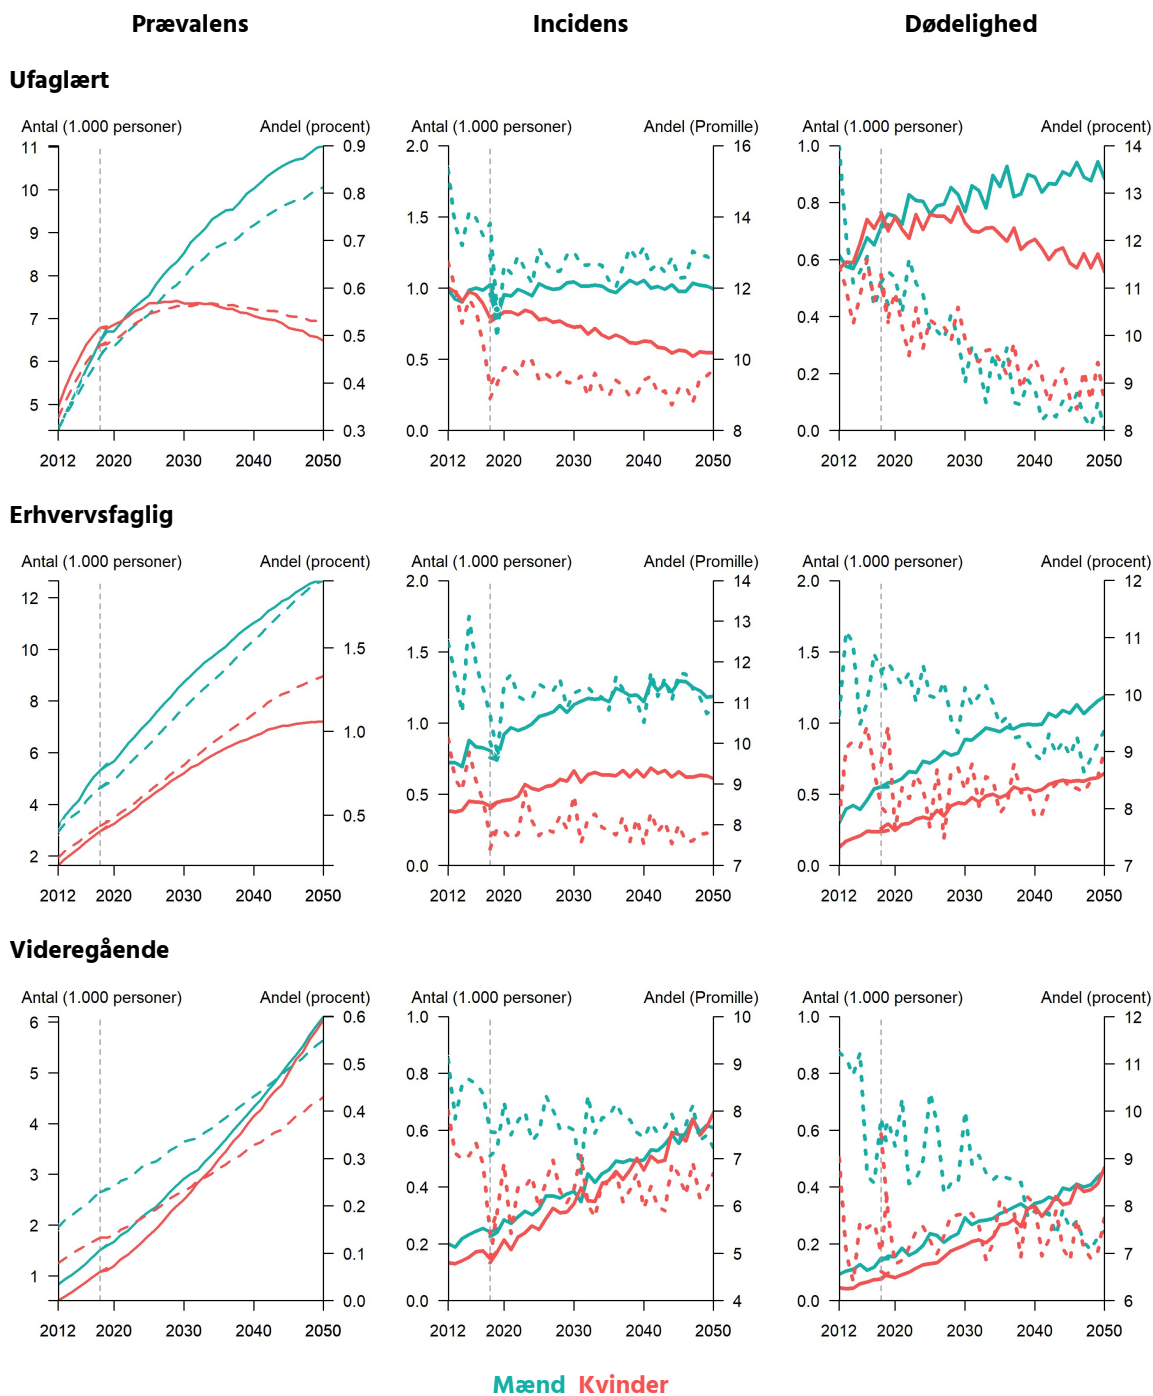 Prævalens Incidens Dødelighed
Ufaglært
Antal (1.000 personer) Andel (procent) Antal (1.000 personer) Andel (Promille) Antal (1.000 personer) Andel (procent)
11 0.9 2.0 16 1.0 14
10 0.8 1.5 14 0.8 13
9 0.7 1.0 12 0.6 12
8 0.6 0.5 10 0.4 11
7 0.5 0.0 8 0.2 10
6 0.4 0.0 9
5 0.3 8
2012 2020 2030 2040 2050 2012 2020 2030 2040 2050 2012 2020 2030 2040 2050
Erhvervsfaglig
Antal (1.000 personer) Andel (procent) Antal (1.000 personer) Andel (Promille) Antal (1.000 personer) Andel (procent)
12 1.5 2.0 14 2.0 12
10 1.0 1.5 13 1.5 11
8 0.5 1.0 12 1.0 10
6 0.5 11 0.5 9
4 0.0 10 0.0 8
2 9 7
8
7
2012 2020 2030 2040 2050 2012 2020 2030 2040 2050 2012 2020 2030 2040 2050
Videregående
Antal (1.000 personer) Andel (procent) Antal (1.000 personer) Andel (Promille) Antal (1.000 personer) Andel (procent)
6 0.6 1.0 10 1.0 12
5 0.5 0.8 9 0.8 11
4 0.4 0.6 8 0.6 10
3 0.3 0.4 7 0.4 9
2 0.2 0.2 6 0.2 8
1 0.1 0.0 5 0.0 7
0.0 4 6
2012 2020 2030 2040 2050 2012 2020 2030 2040 2050 2012 2020 2030 2040 2050
Mænd Kvinder